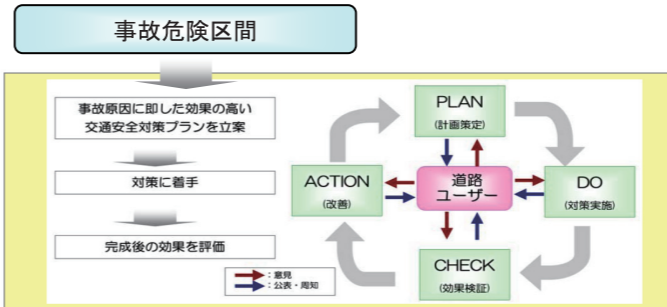 事故危険区間
事故原因に即した効果の高い
交通安全対策プランを立案
対策に着手
完成後の効果を評価
PLAN
(計画策定)
ACTION
(改善)
道路
ユーザー
DO
(対策実施)
CHECK
(効果検証)
:意見
:公表・周知